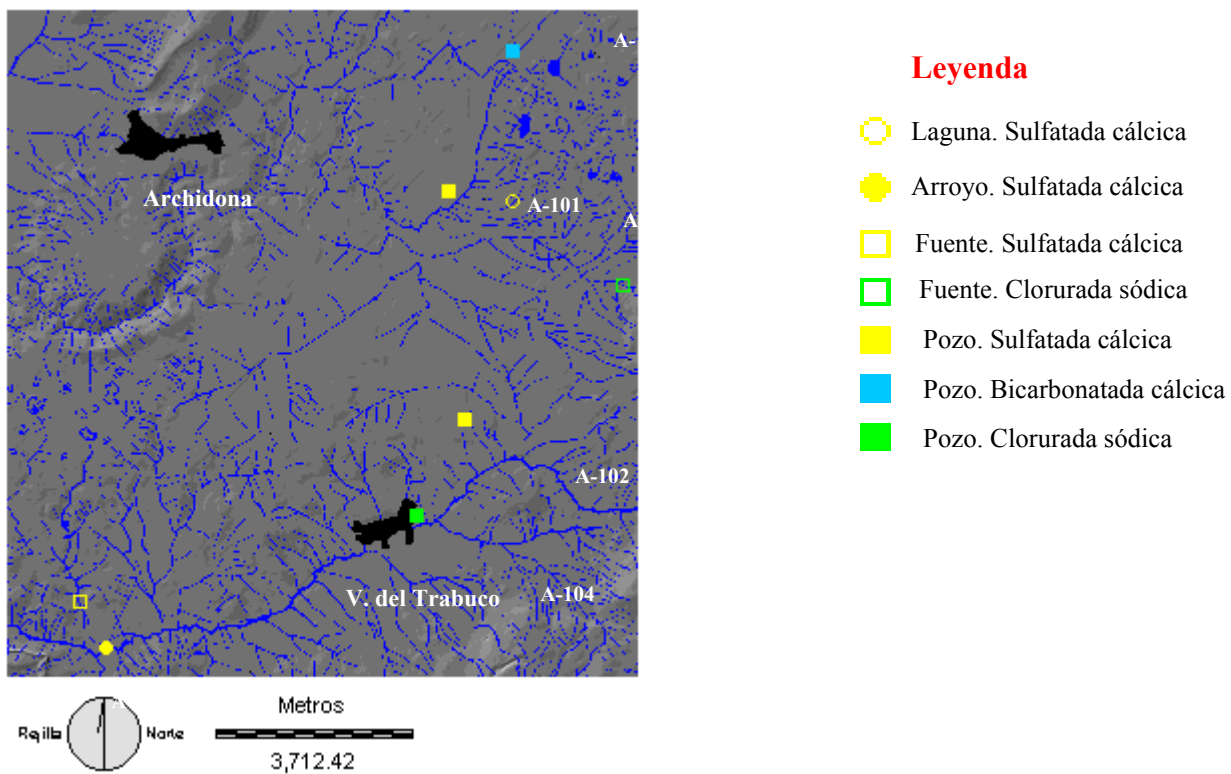 A-
Archidona
A-101
A
A-102
V. del Trabuco
A-104
A
Metros
Rejilla
Norte
3,712.42
Leyenda
Laguna. Sulfatada cálcica
Arroyo. Sulfatada cálcica
Fuente. Sulfatada cálcica
Fuente. Clorurada sódica
Pozo. Sulfatada cálcica
Pozo. Bicarbonatada cálcica
Pozo. Clorurada sódica